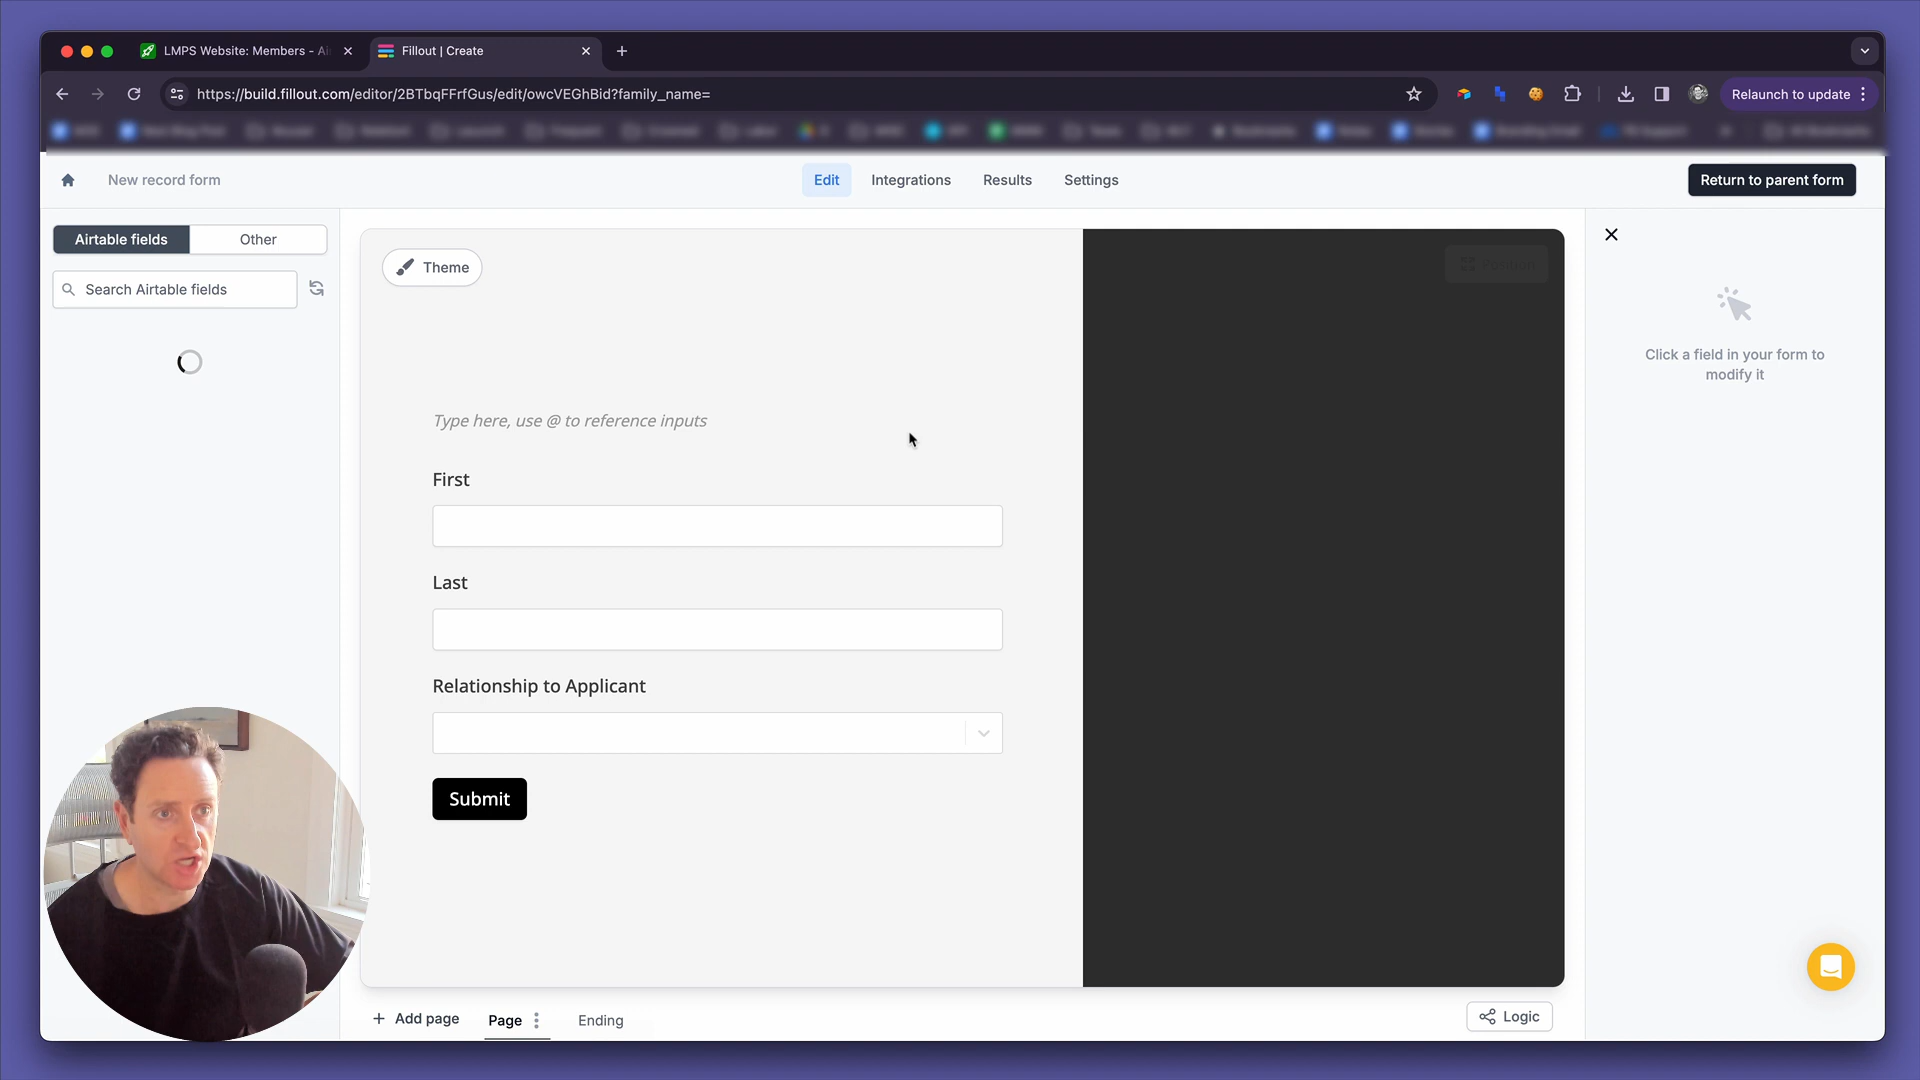 LMPS Website: Members - Ai
Fillout | Create
https://build.fillout.com/editor/2BTbqFFrfGus/edit/owcVEGhBid?family_name=
Relaunch to update
New record form
Edit
Integrations
Results
Settings
Return to parent form
Airtable fields
Other
Search Airtable fields
Theme
Click a field in your form to
modify it
Type here, use @ to reference inputs
First
Last
Relationship to Applicant
Submit
Add page
Page
Ending
Logic